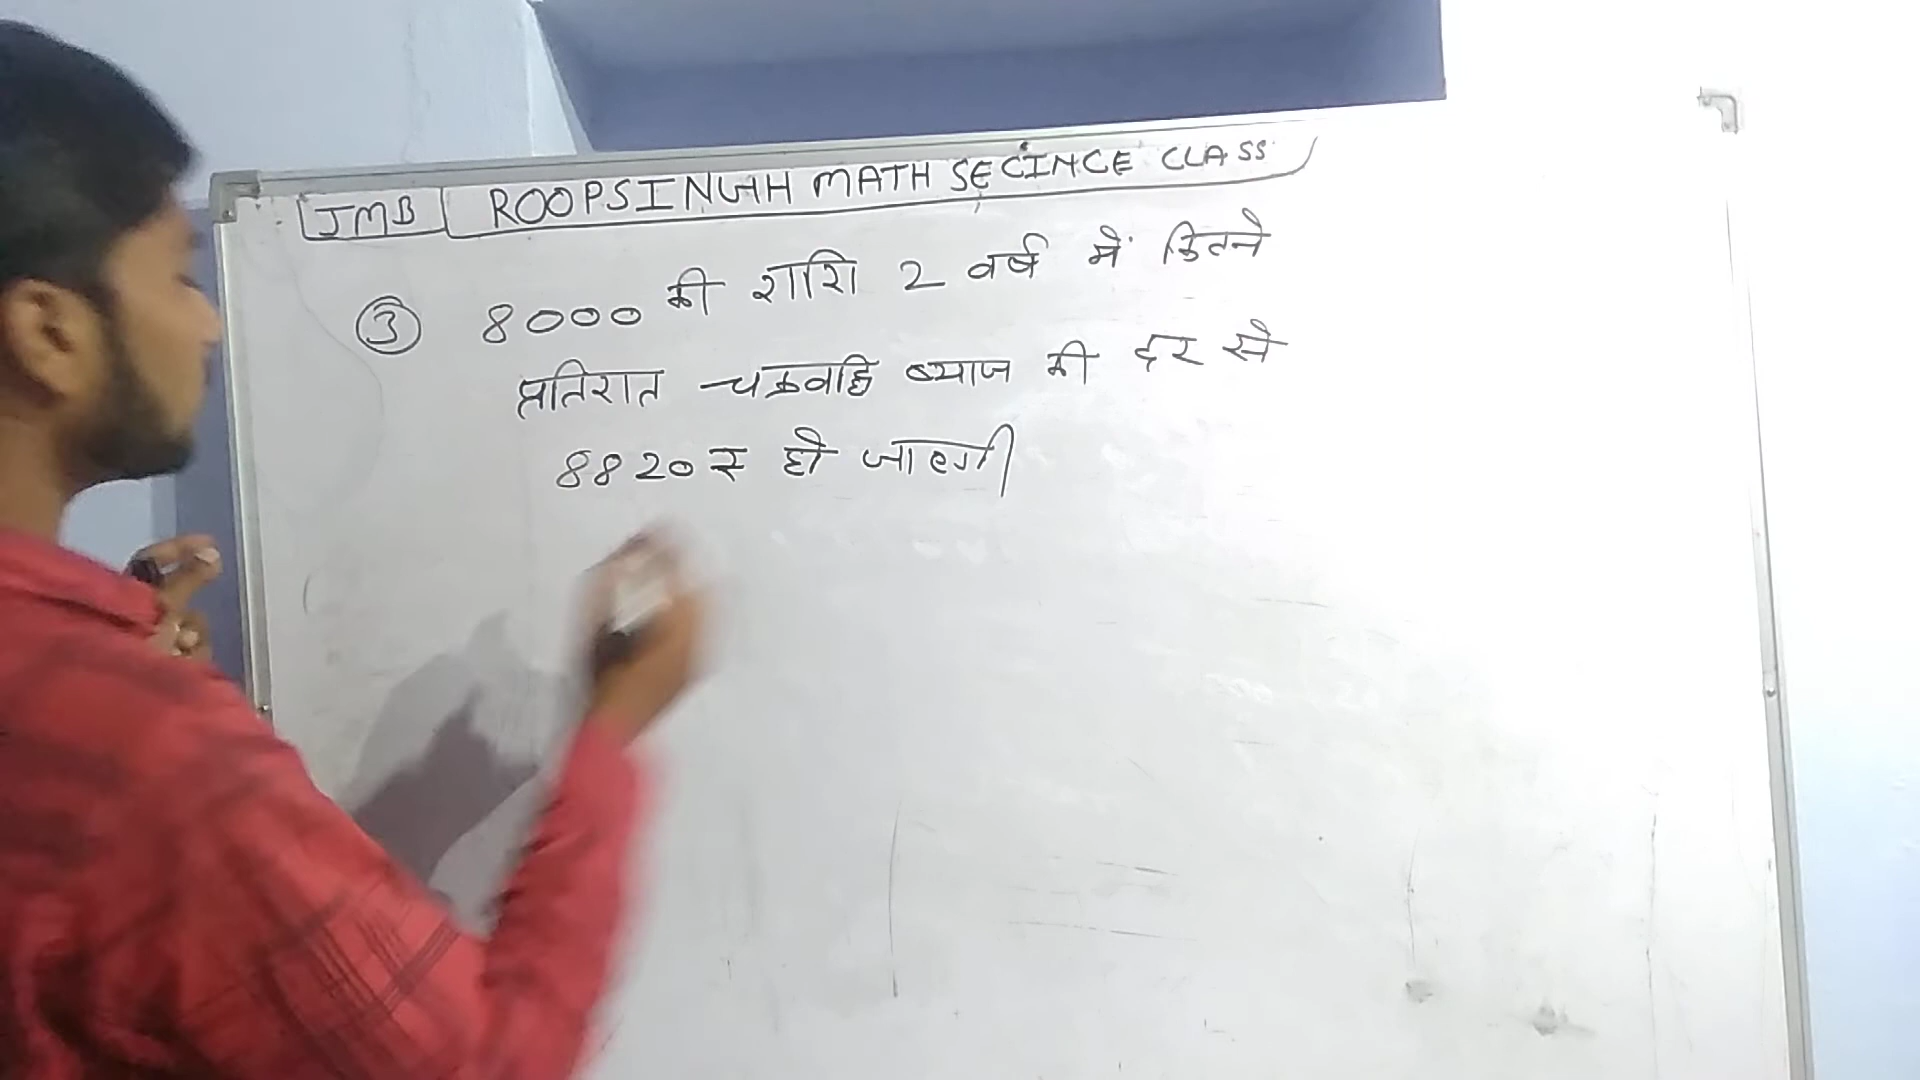 JMB ROOPSINGH MATH SECINCE CLASS
③ 8000 की राशि 2 वर्ष में कितने
प्रतिशत चक्रवृद्धि ब्याज की दर से
8820 रु हो जाएगी